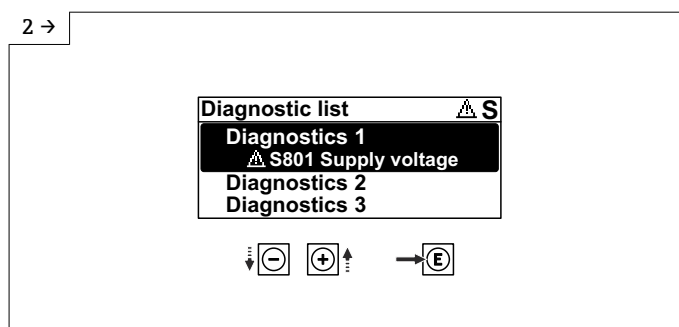 2 →
Diagnostic list ⚠ S
Diagnostics 1
⚠ S801 Supply voltage
Diagnostics 2
Diagnostics 3
− + E